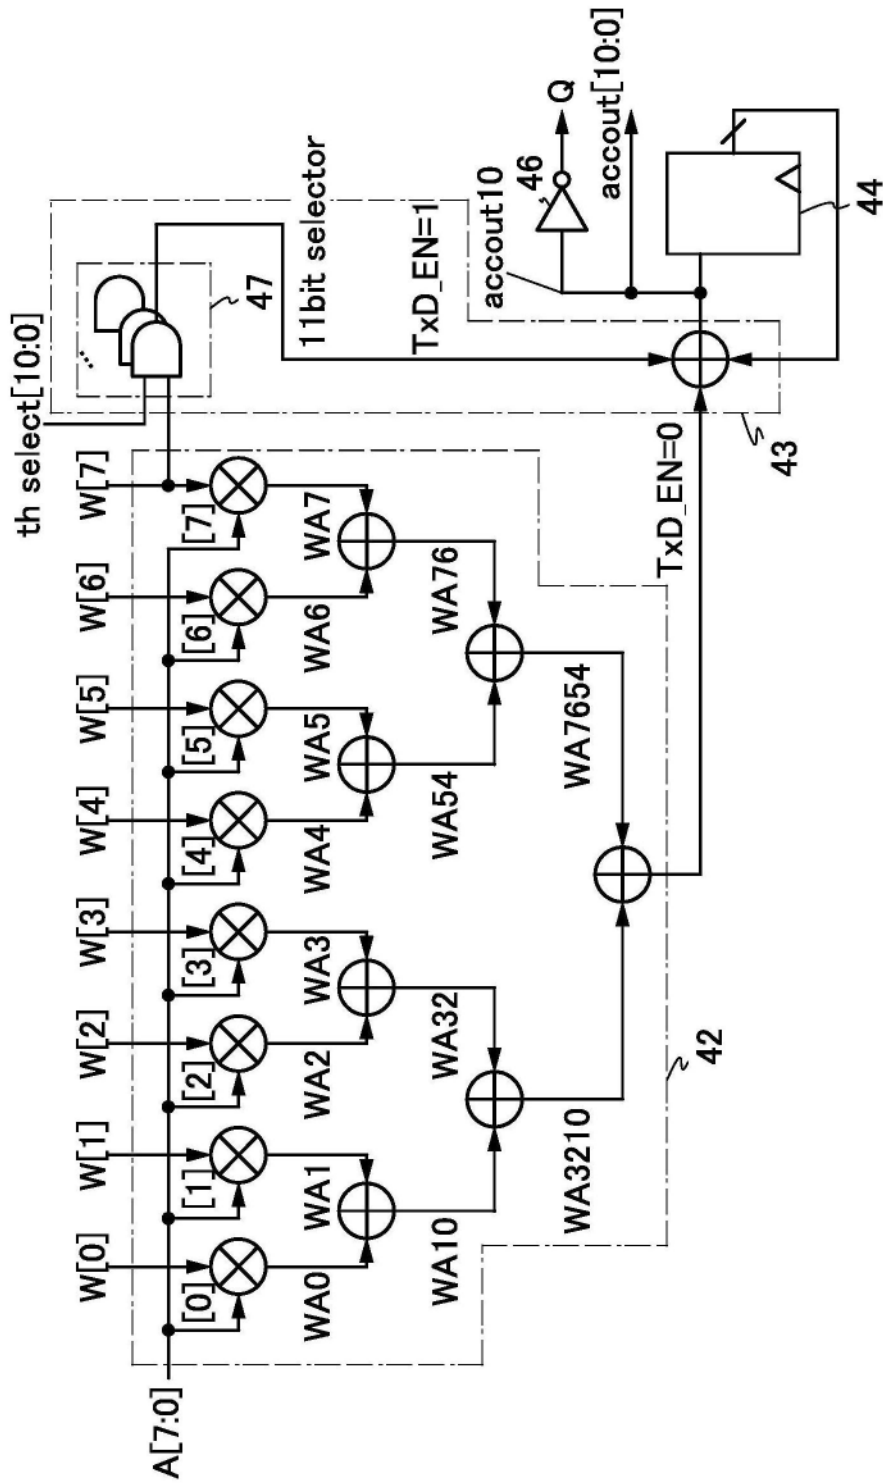 th select[10:0]
W[7]
W[6]
W[5]
W[4]
W[3]
W[2]
W[1]
W[0]
A[7:0]
[7]
[6]
[5]
[4]
[3]
[2]
[1]
[0]
WA7
WA6
WA5
WA4
WA3
WA2
WA1
WA0
WA76
WA54
WA32
WA10
WA7654
WA3210
42
47
11bit selector
TxD_EN=1
TxD_EN=0
43
accout10
46
Q
accout[10:0]
44